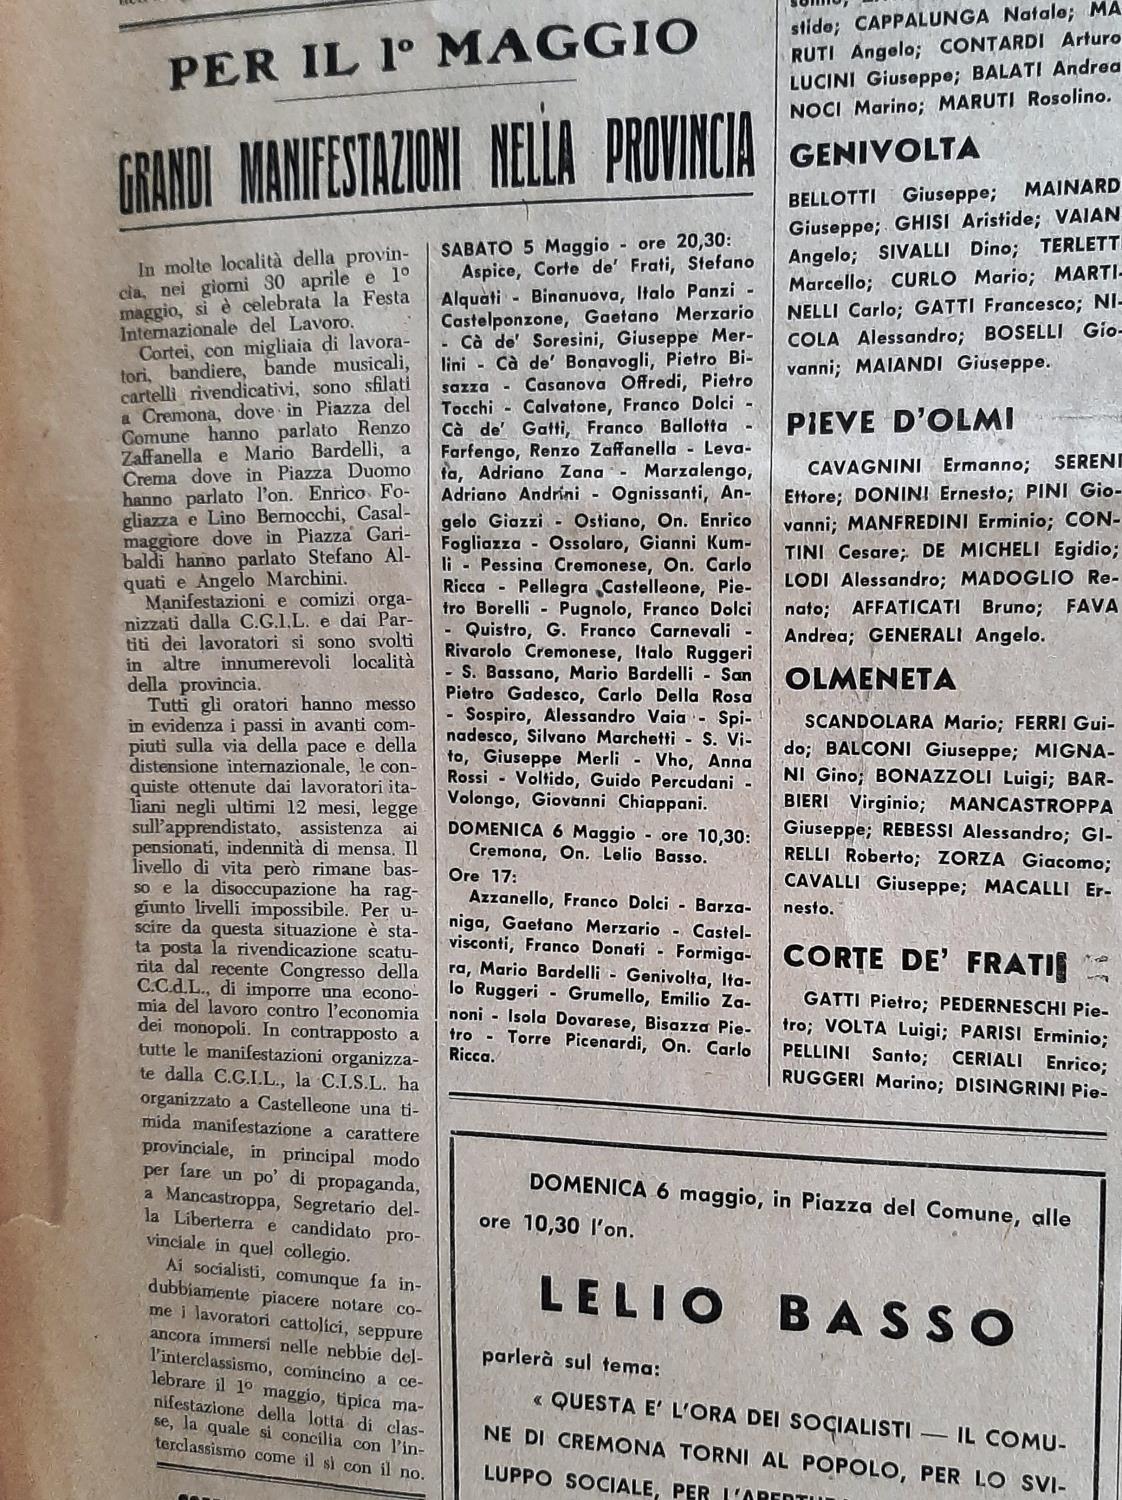 PER IL 1° MAGGIO
GRANDI MANIFESTAZIONI NELLA PROVINCIA
In molte località della provin-
cia, nei giorni 30 aprile e 1°
maggio, si è celebrata la Festa
Internazionale del Lavoro.
Cortei, con migliaia di lavora-
tori, bandiere, bande musicali,
cartelli rivendicativi, sono sfilati
a Cremona, dove in Piazza del
Comune hanno parlato Renzo
Zaffanella e Mario Bardelli, a
Crema dove in Piazza Duomo
hanno parlato l'on. Enrico Fo-
gliazza e Lino Bernocchi, Casal-
maggiore dove in Piazza Gari-
baldi hanno parlato Stefano Al-
quati e Angelo Marchini.
Manifestazioni e comizi orga-
nizzati dalla C.G.I.L. e dai Par-
titi dei lavoratori si sono svolti
in altre innumerevoli località
della provincia.
Tutti gli oratori hanno messo
in evidenza i passi in avanti com-
piuti sulla via della pace e della
distensione internazionale, le con-
quiste ottenute dai lavoratori ita-
liani negli ultimi 12 mesi, legge
sull'apprendistato, assistenza ai
pensionati, indennità di mensa. Il
livello di vita però rimane bas-
so e la disoccupazione ha rag-
giunto livelli impossibile. Per u-
scire da questa situazione è sta-
ta posta la rivendicazione scatu-
rita dal recente Congresso della
C.C.d.L., di imporre una econo-
mia del lavoro contro l'economia
dei monopoli. In contrapposto a
tutte le manifestazioni organizza-
te dalla C.G.I.L., la C.I.S.L. ha
organizzato a Castelleone una ti-
mida manifestazione a carattere
provinciale, in principal modo
per fare un po' di propaganda,
a Mancastroppa, Segretario del-
la Liberterra e candidato pro-
vinciale in quel collegio.
Ai socialisti, comunque fa in-
dubbiamente piacere notare co-
me i lavoratori cattolici, seppure
ancora immersi nelle nebbie del-
l'interclassismo, comincino a ce-
lebrare il 1° maggio, tipica ma-
nifestazione della lotta di clas-
se, la quale si concilia con l'in-
terclassismo come il sì con il no.
SABATO 5 Maggio - ore 20,30:
Aspice, Corte de' Frati, Stefano
Alquati - Binanuova, Italo Panzi -
Castelponzone, Gaetano Merzario
- Cà de' Soresini, Giuseppe Mer-
lini - Cà de' Bonavogli, Pietro Bi-
sazza - Casanova Offredi, Pietro
Tocchi - Calvatone, Franco Dolci -
Cà de' Gatti, Franco Ballotta -
Farfengo, Renzo Zaffanella - Leva-
ta, Adriano Zana - Marzalengo,
Adriano Andrini - Ognissanti, An-
gelo Giazzi - Ostiano, On. Enrico
Fogliazza - Ossolaro, Gianni Kum-
li - Pessina Cremonese, On. Carlo
Ricca - Pellegra Castelleone, Pie-
tro Borelli - Pugnolo, Franco Dolci
- Quistro, G. Franco Carnevali -
Rivarolo Cremonese, Italo Ruggeri
- S. Bassano, Mario Bardelli - San
Pietro Gadesco, Carlo Della Rosa
- Sospiro, Alessandro Vaia - Spi-
nadesco, Silvano Marchetti - S. Vi-
to, Giuseppe Merli - Vho, Anna
Rossi - Voltido, Guido Percudani -
Volongo, Giovanni Chiappani.
DOMENICA 6 Maggio - ore 10,30:
Cremona, On. Lelio Basso.
Ore 17:
Azzanello, Franco Dolci - Barza-
niga, Gaetano Merzario - Castel-
visconti, Franco Donati - Formiga-
ra, Mario Bardelli - Genivolta, Ita-
lo Ruggeri - Grumello, Emilio Za-
noni - Isola Dovarese, Bisazza Pie-
tro - Torre Picenardi, On. Carlo
Ricca.
stide; CAPPALUNGA Natale; MA
RUTI Angelo; CONTARDI Arturo
LUCINI Giuseppe; BALATI Andrea
NOCI Marino; MARUTI Rosolino.
GENIVOLTA
BELLOTTI Giuseppe; MAINARD
Giuseppe; GHISI Aristide; VAIAN
Angelo; SIVALLI Dino; TERLETT
Marcello; CURLO Mario; MARTI-
NELLI Carlo; GATTI Francesco; NI-
COLA Alessandro; BOSELLI Gio-
vanni; MAIANDI Giuseppe.
PIEVE D'OLMI
CAVAGNINI Ermanno; SERENI
Ettore; DONINI Ernesto; PINI Gio-
vanni; MANFREDINI Erminio; CON-
TINI Cesare; DE MICHELI Egidio;
LODI Alessandro; MADOGLIO Re-
nato; AFFATICATI Bruno; FAVA
Andrea; GENERALI Angelo.
OLMENETA
SCANDOLARA Mario; FERRI Gui-
do; BALCONI Giuseppe; MIGNA-
NI Gino; BONAZZOLI Luigi; BAR-
BIERI Virginio; MANCASTROPPA
Giuseppe; REBESSI Alessandro; GI-
RELLI Roberto; ZORZA Giacomo;
CAVALLI Giuseppe; MACALLI Er-
nesto.
CORTE DE' FRATI
GATTI Pietro; PEDERNESCHI Pie-
tro; VOLTA Luigi; PARISI Erminio;
PELLINI Santo; CERIALI Enrico;
RUGGERI Marino; DISINGRINI Pie-
DOMENICA 6 maggio, in Piazza del Comune, alle
ore 10,30 l'on.
LELIO BASSO
parlerà sul tema:
« QUESTA E' L'ORA DEI SOCIALISTI — IL COMU-
NE DI CREMONA TORNI AL POPOLO, PER LO SVI-
LUPPO SOCIALE, PER